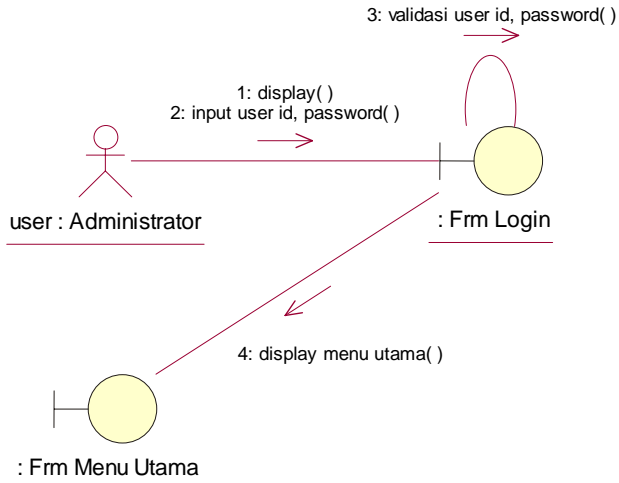 3: validasi user id, password( )
1: display( )
2: input user id, password( )
user : Administrator
: Frm Login
4: display menu utama( )
: Frm Menu Utama